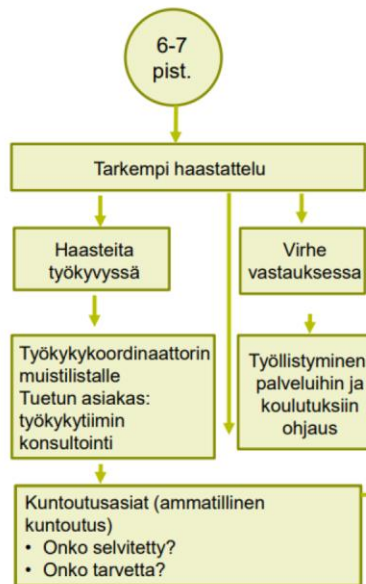 6-7
pist.
Tarkempi haastattelu
Haasteita
työkyvyssä
Virhe
vastauksessa
Työkykykoordinaattorin
muistilistalle
Tuetun asiakas:
työkykytiimin
konsultointi
Työllistyminen
palveluihin ja
koulutuksiin
ohjaus
Kuntoutusasiat (ammatillinen
kuntoutus)
• Onko selvitetty?
• Onko tarvetta?